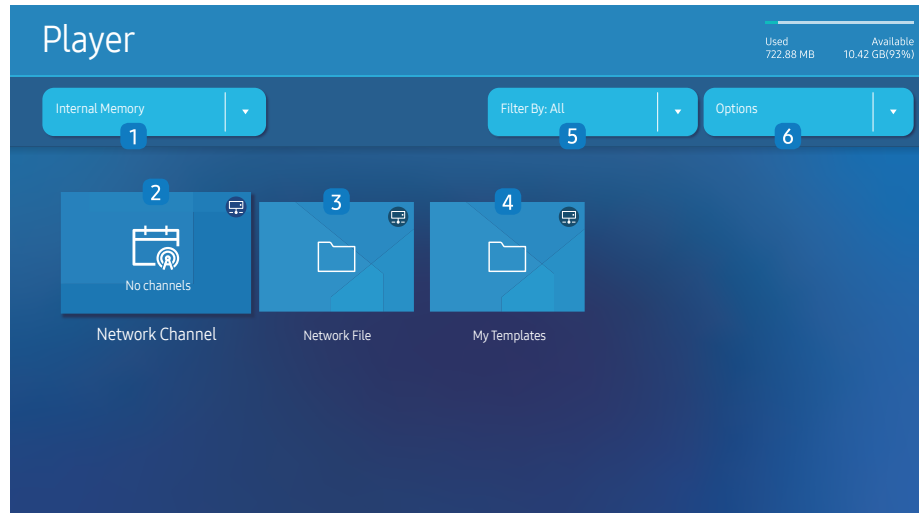 Player
Used Available
722.88 MB 10.42 GB(93%)
Internal Memory
Filter By: All
Options
1
5
6
2
3
4
No channels
Network Channel
Network File
My Templates